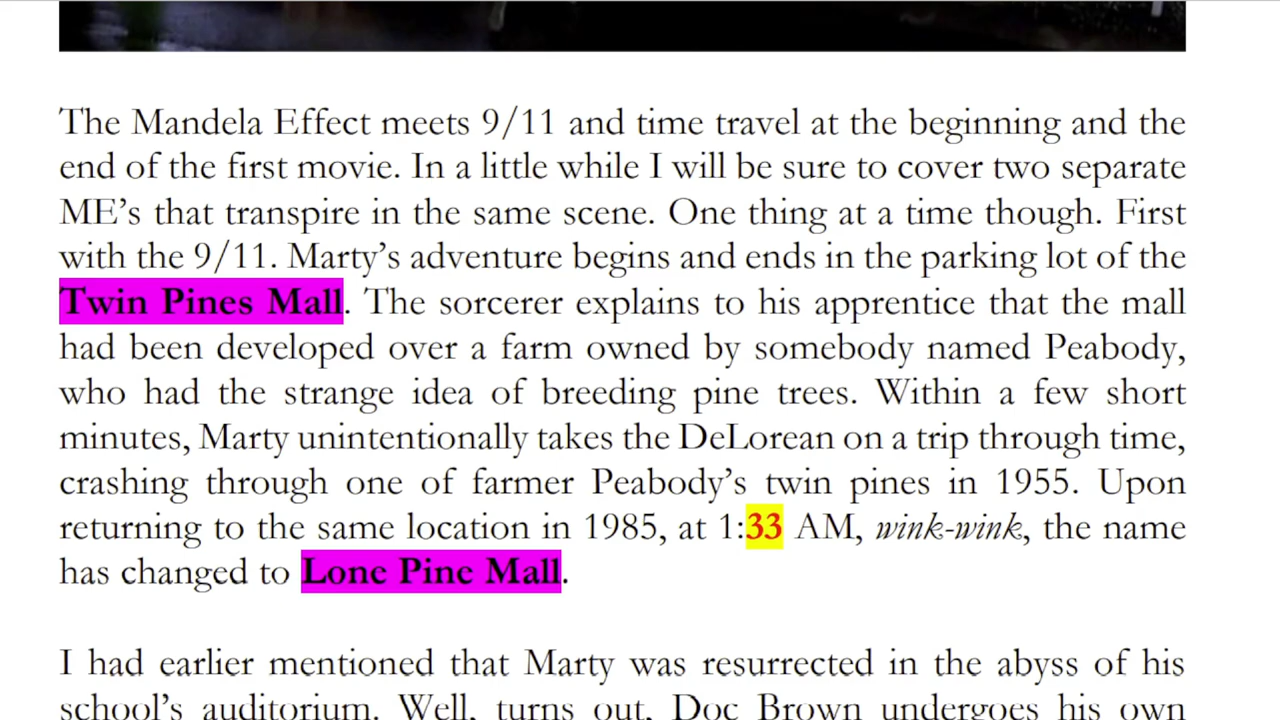 The Mandela Effect meets 9/11 and time travel at the beginning and the
end of the first movie. In a little while I will be sure to cover two separate
ME’s that transpire in the same scene. One thing at a time though. First
with the 9/11. Marty’s adventure begins and ends in the parking lot of the
Twin Pines Mall. The sorcerer explains to his apprentice that the mall
had been developed over a farm owned by somebody named Peabody,
who had the strange idea of breeding pine trees. Within a few short
minutes, Marty unintentionally takes the DeLorean on a trip through time,
crashing through one of farmer Peabody’s twin pines in 1955. Upon
returning to the same location in 1985, at 1:33 AM, wink-wink, the name
has changed to Lone Pine Mall.
I had earlier mentioned that Marty was resurrected in the abyss of his
school’s auditorium. Well, turns out, Doc Brown undergoes his own